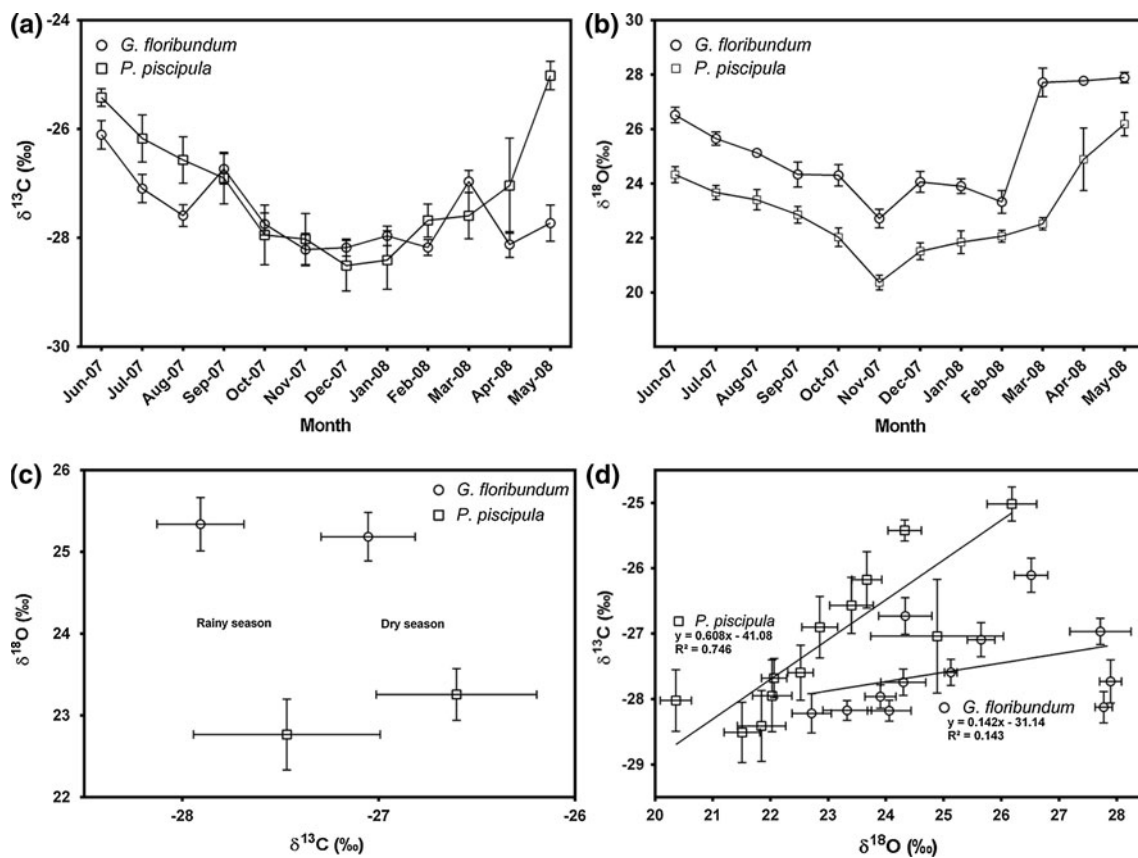 (a)
G. floribundum
P. piscipula
δ13C (‰)
-24
-26
-28
-30
Jun-07
Jul-07
Aug-07
Sep-07
Oct-07
Nov-07
Dec-07
Jan-08
Feb-08
Mar-08
Apr-08
May-08
Month
(b)
G. floribundum
P. piscipula
δ18O(‰)
30
28
26
24
22
20
Jun-07
Jul-07
Aug-07
Sep-07
Oct-07
Nov-07
Dec-07
Jan-08
Feb-08
Mar-08
Apr-08
May-08
Month
(c)
G. floribundum
P. piscipula
δ18O (‰)
26
25
24
23
22
Rainy season
Dry season
-28
-27
-26
δ13C (‰)
(d)
δ13C (‰)
-25
-26
-27
-28
-29
P. piscipula
y = 0.608x - 41.08
R² = 0.746
G. floribundum
y = 0.142x - 31.14
R² = 0.143
20
21
22
23
24
25
26
27
28
δ18O (‰)